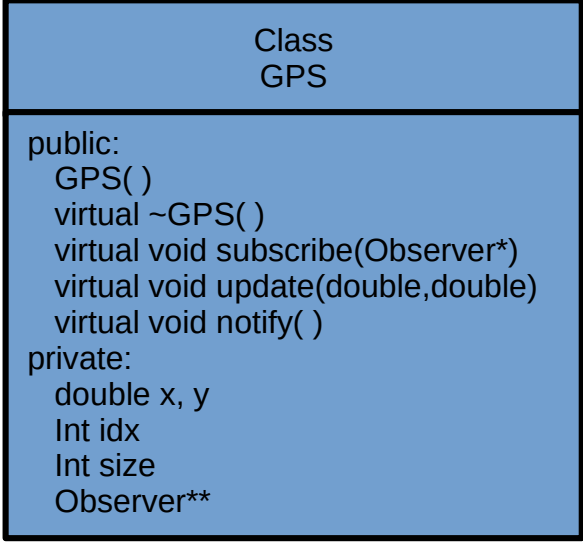 Class
GPS
public:
GPS( )
virtual ~GPS( )
virtual void subscribe(Observer*)
virtual void update(double,double)
virtual void notify( )
private:
double x, y
Int idx
Int size
Observer**